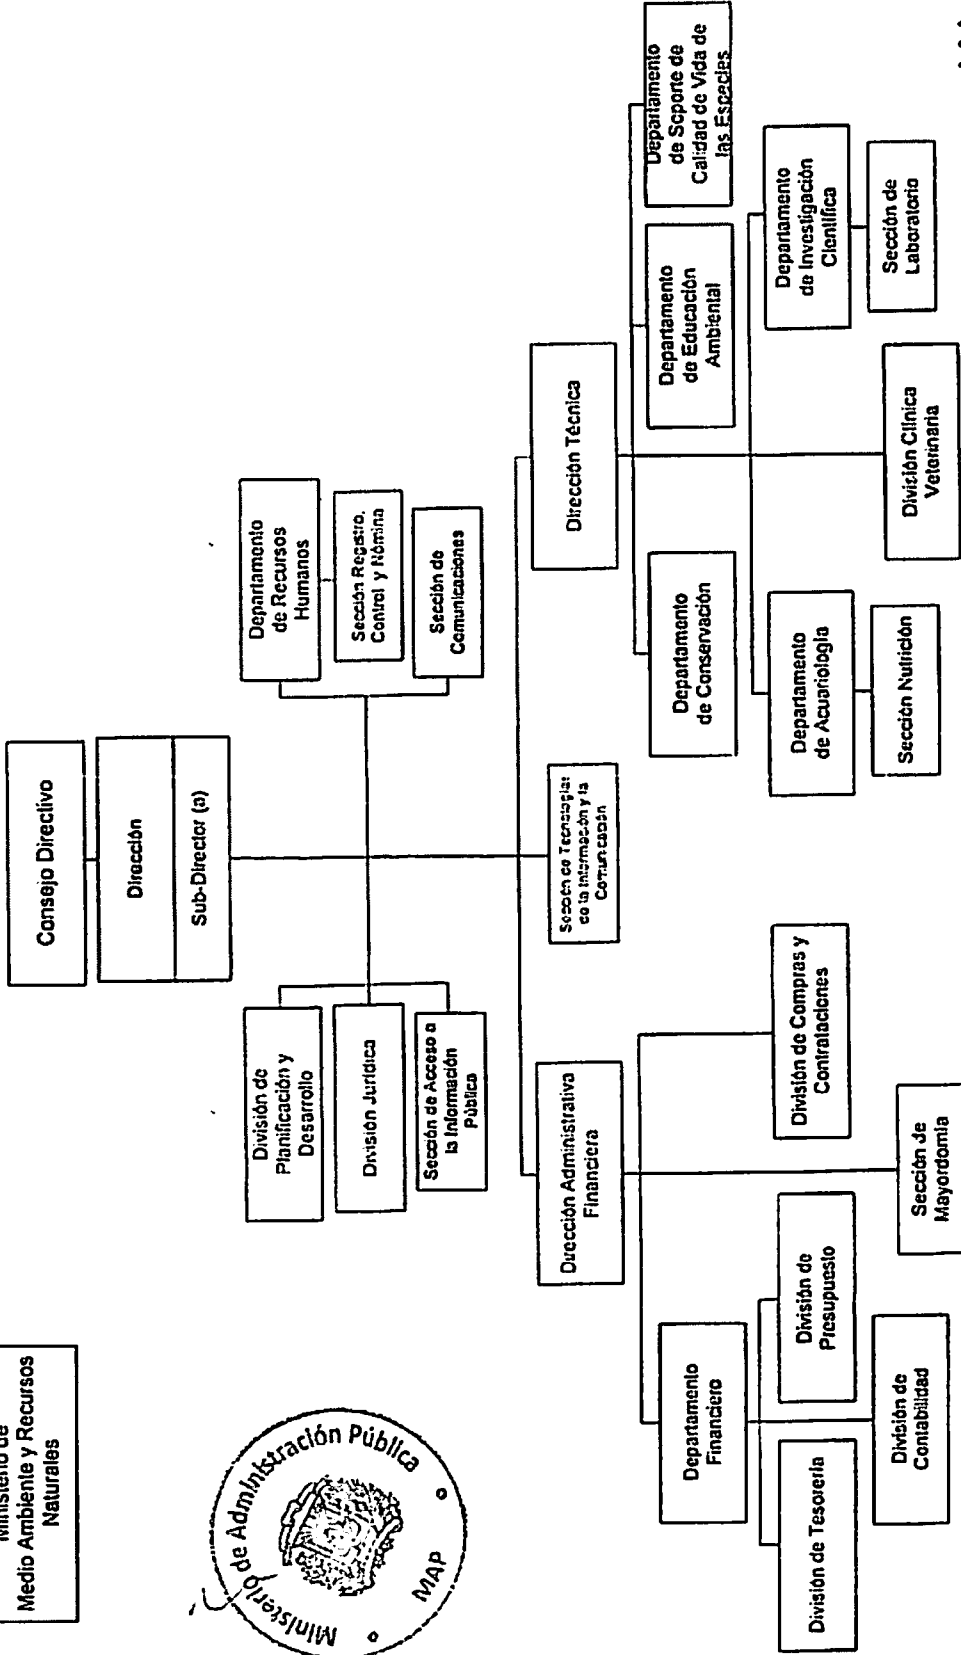 Medio Ambiente y Recursos
Naturales
Consejo Directivo
Dirección
Sub-Director (a)
División de
Planificación y
Desarrollo
División Jurídica
Sección de Acceso a
la Información
Pública
Departamento
de Recursos
Humanos
Sección Registro,
Control y Nómina
Sección de
Comunicaciones
Ministerio de Administración Pública
MAP
Dirección Administrativa
Financiera
Sección de Tecnologías
de la Información y la
Comunicación
Dirección Técnica
Departamento
Financiero
División de Compras y
Contrataciones
Departamento
de Conservación
Departamento
de Educación
Ambiental
Departamento
de Soporte de
Calidad de Vida de
las Especies
División de Tesorería
División de
Presupuesto
Departamento
de Acuariología
Departamento
de Investigación
Científica
División de
Contabilidad
Sección de
Mayordomía
Sección Nutrición
División Clínica
Veterinaria
Sección de
Laboratorio